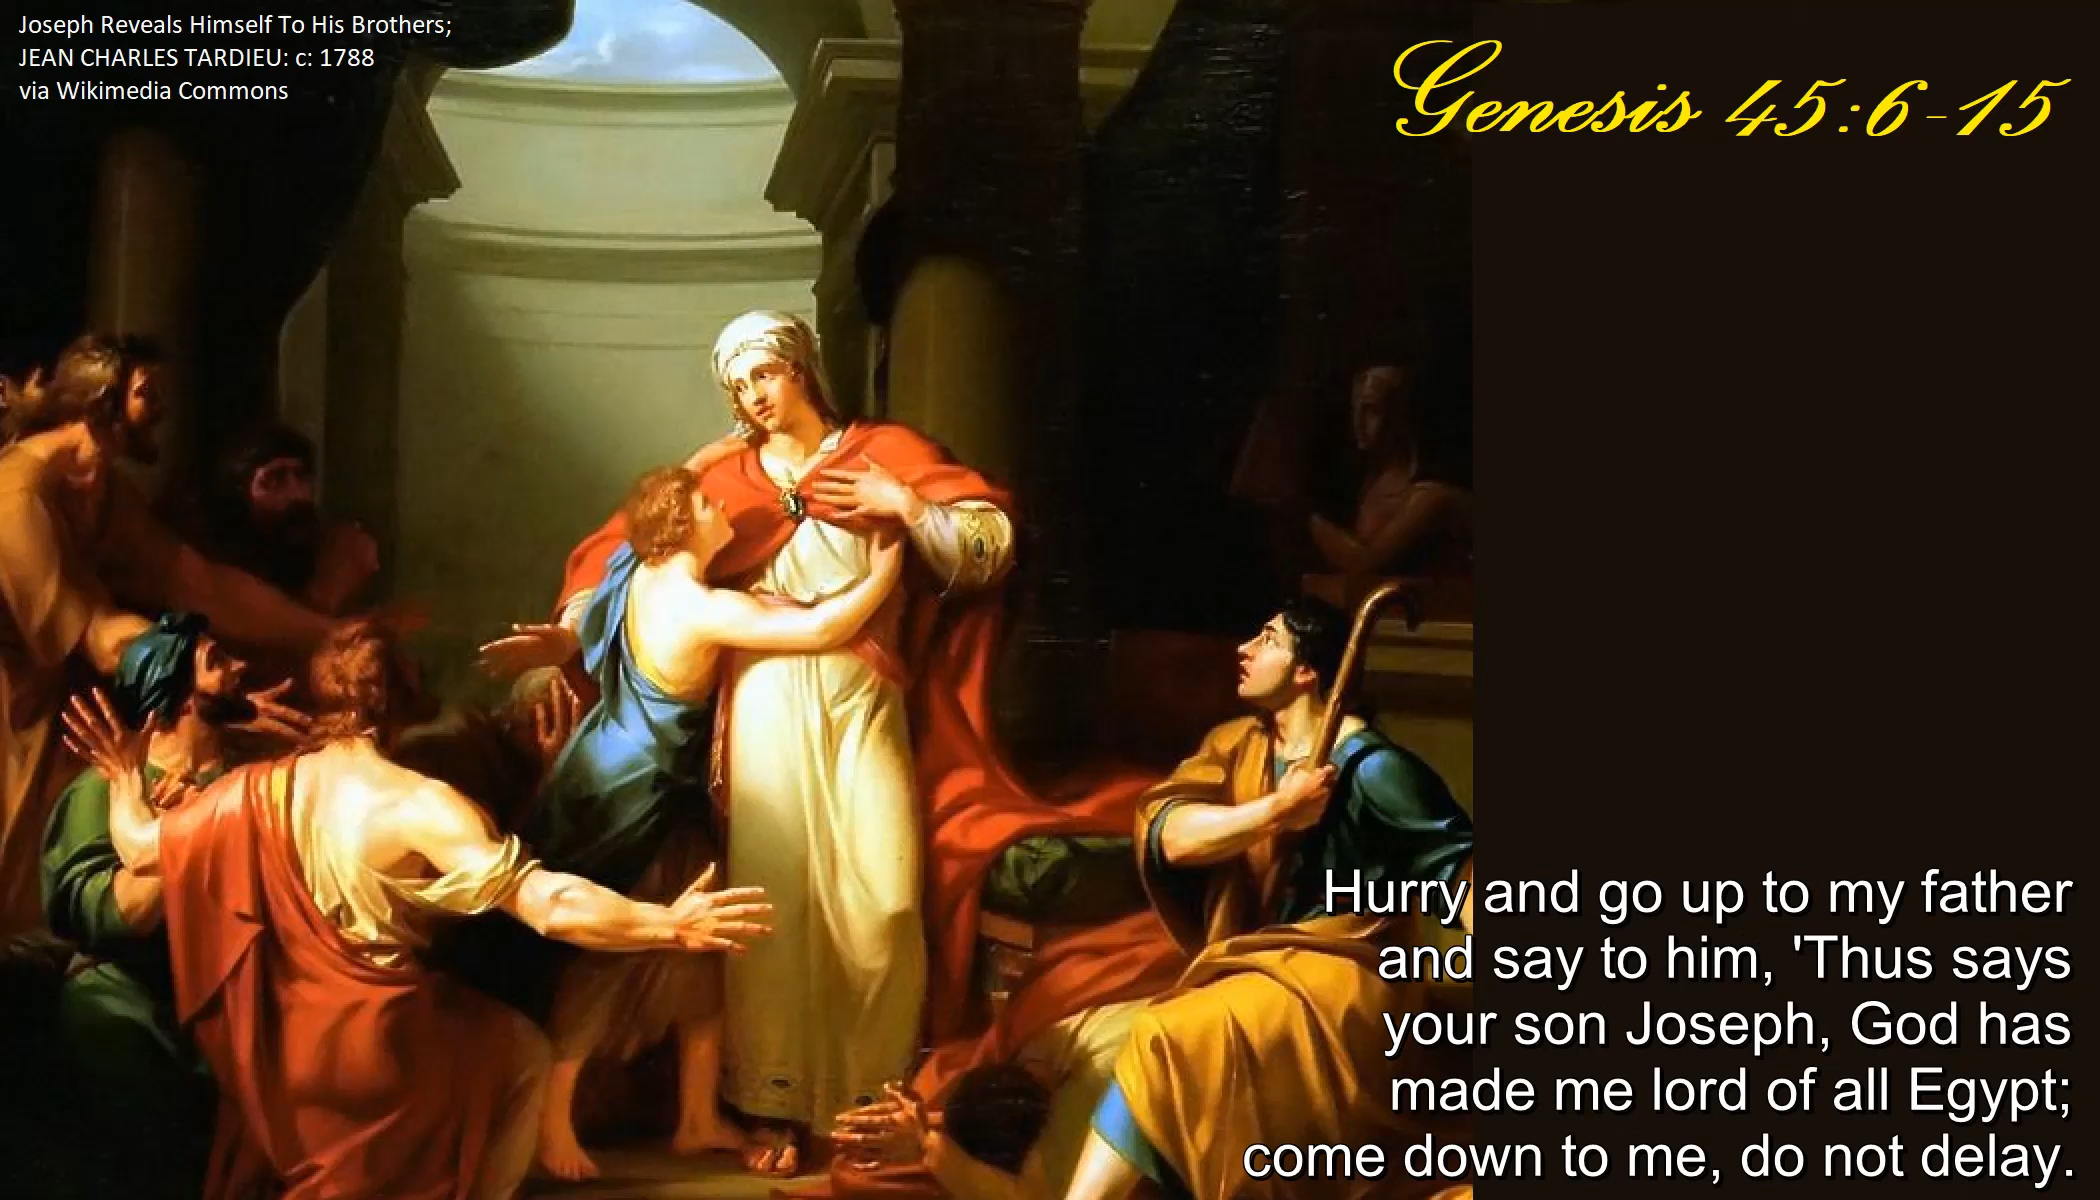 Joseph Reveals Himself To His Brothers;
JEAN CHARLES TARDIEU: c: 1788
via Wikimedia Commons
Genesis 45:6-15
Hurry and go up to my father
and say to him, 'Thus says
your son Joseph, God has
made me lord of all Egypt;
come down to me, do not delay.